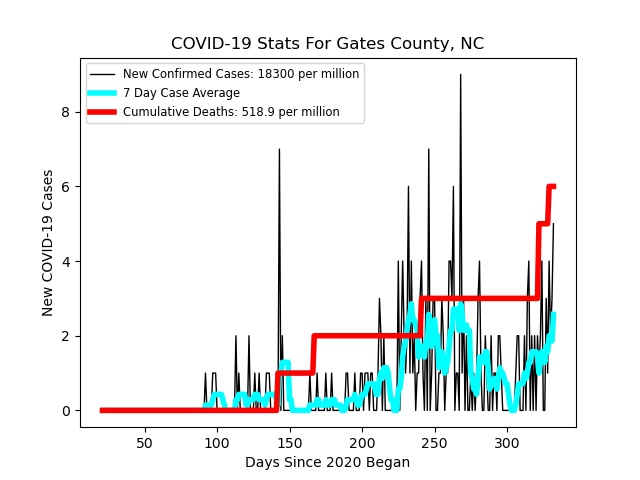 COVID-19 Stats For Gates County, NC
New Confirmed Cases: 18300 per million
7 Day Case Average
Cumulative Deaths: 518.9 per million
New COVID-19 Cases
8
6
4
2
0
50 100 150 200 250 300
Days Since 2020 Began